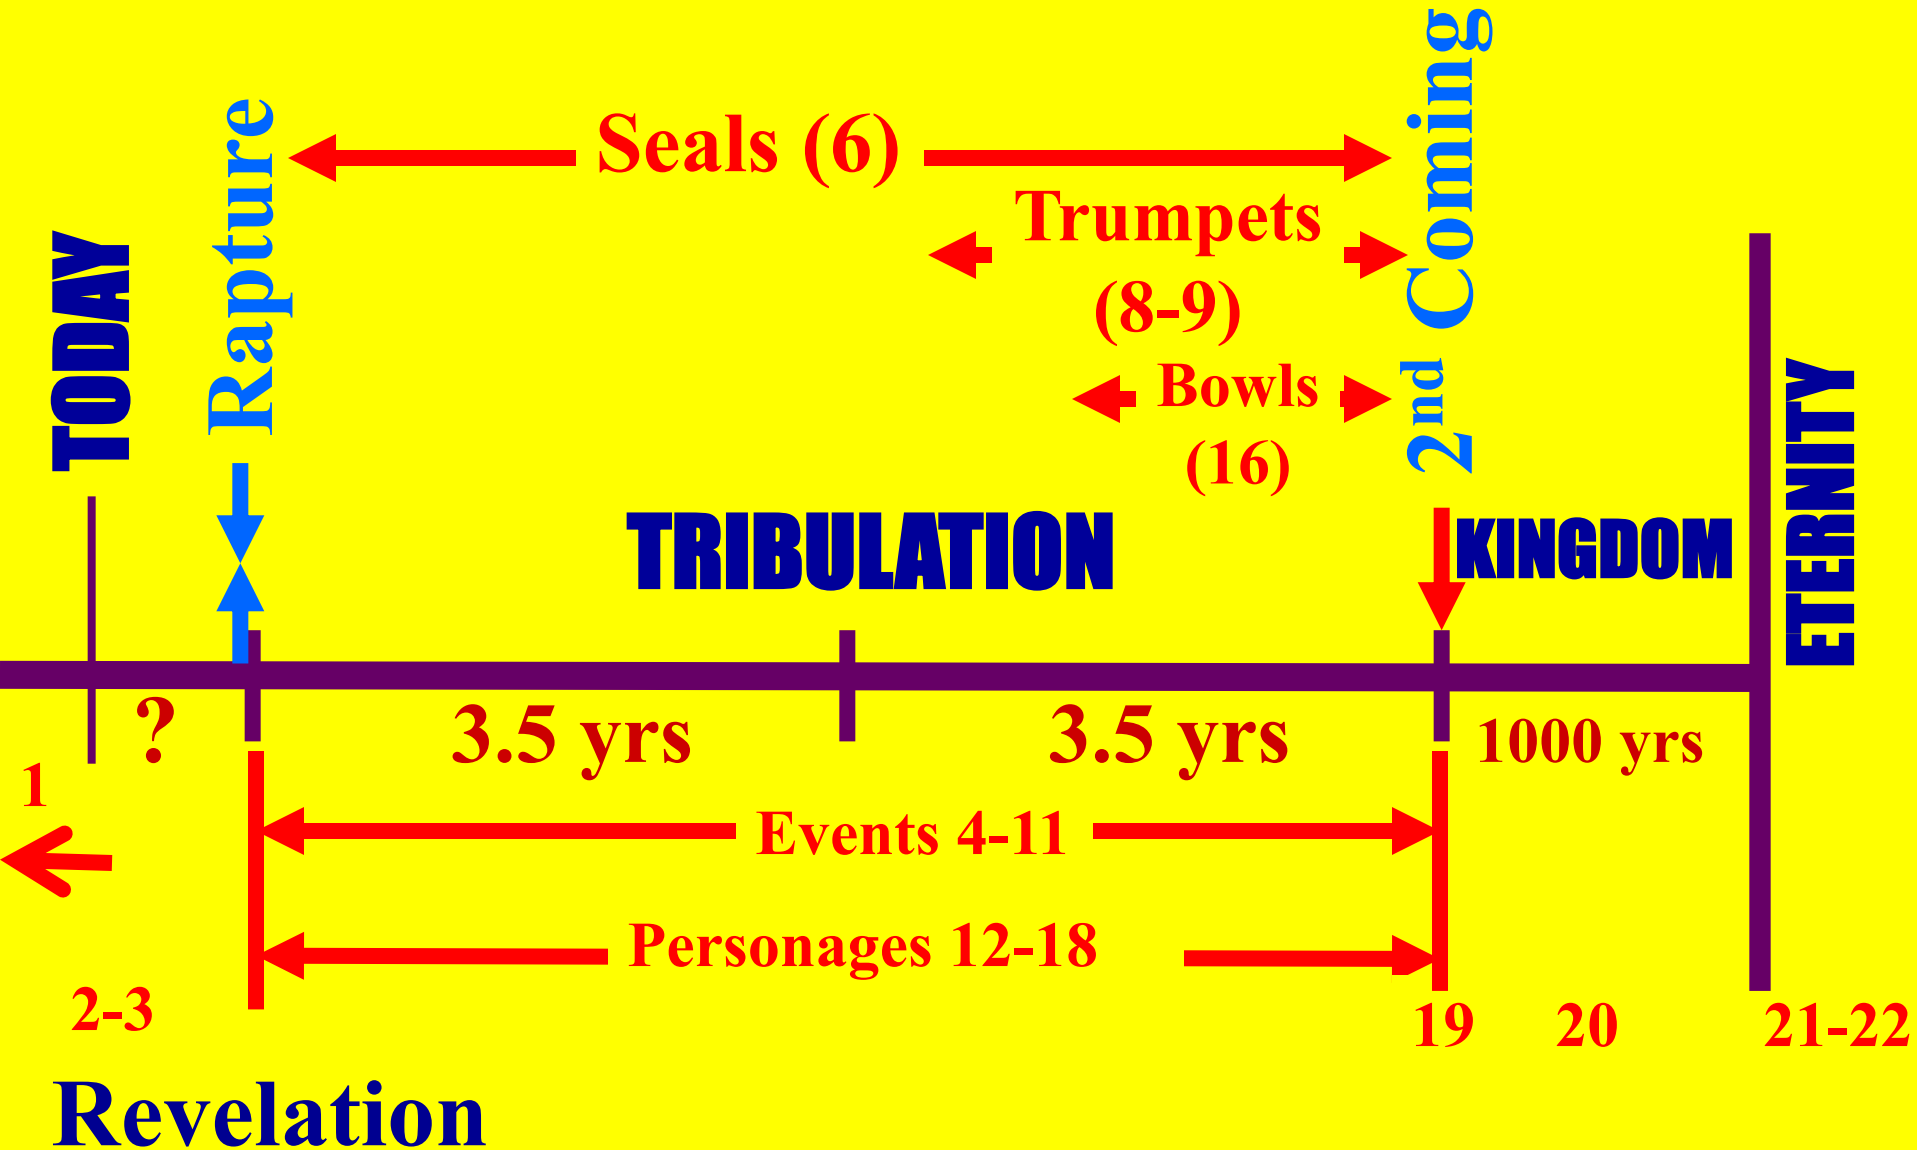 TODAY
Rapture
Seals (6)
Trumpets
(8-9)
Bowls
(16)
2nd Coming
TRIBULATION
KINGDOM
ETERNITY
?
3.5 yrs
3.5 yrs
1000 yrs
1
Events 4-11
Personages 12-18
2-3
19
20
21-22
Revelation